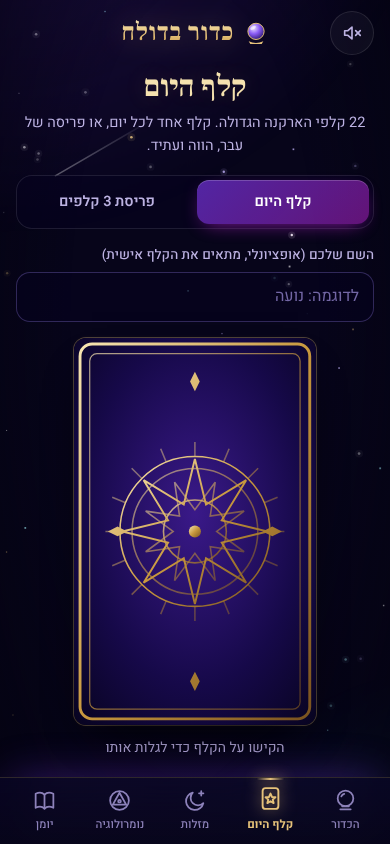 כדור בדולח
קלף היום
22 קלפי הארקנה הגדולה. קלף אחד לכל יום, או פריסה של
עבר, הווה ועתיד.
קלף היום
פריסת 3 קלפים
השם שלכם (אופציונלי, מתאים את הקלף אישית)
לדוגמה: נועה
הקישו על הקלף כדי לגלות אותו
הכדור
קלף היום
מזלות
נומרולוגיה
יומן